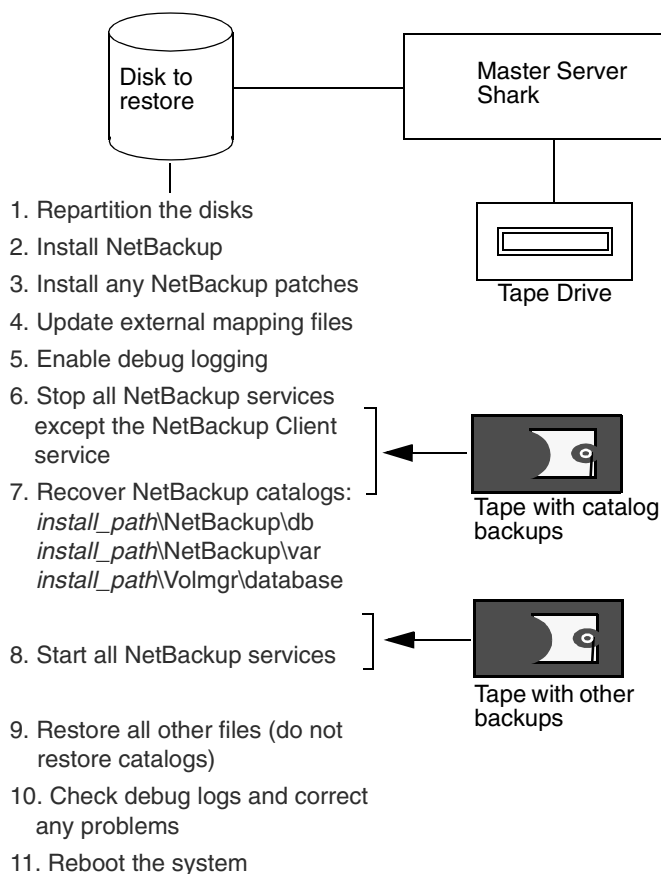 Disk to
restore
Master Server
Shark
Tape Drive
1. Repartition the disks
2. Install NetBackup
3. Install any NetBackup patches
4. Update external mapping files
5. Enable debug logging
6. Stop all NetBackup services
except the NetBackup Client
service
7. Recover NetBackup catalogs:
install_path\NetBackup\db
install_path\NetBackup\var
install_path\Volmgr\database
Tape with catalog
backups
8. Start all NetBackup services
Tape with other
backups
9. Restore all other files (do not
restore catalogs)
10. Check debug logs and correct
any problems
11. Reboot the system